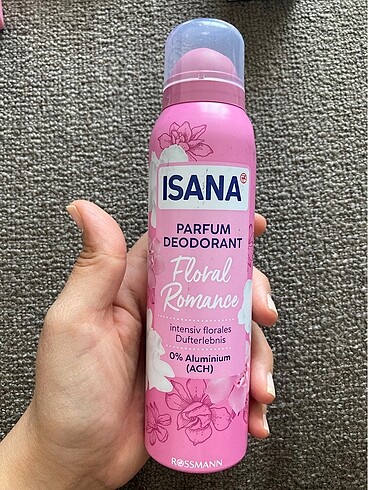 ISANA
PARFUM
DEODORANT
Floral
Romance
intensiv florales
Dufterlebnis
0% Aluminium
(ACH)
ROSSMANN